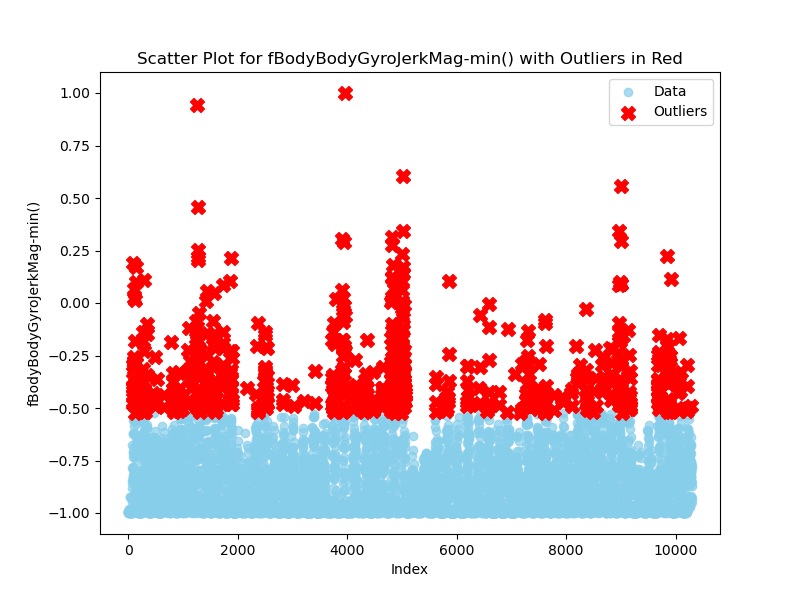 Scatter Plot for fBodyBodyGyroJerkMag-min() with Outliers in Red
Data
Outliers
fBodyBodyGyroJerkMag-min()
1.00
0.75
0.50
0.25
0.00
−0.25
−0.50
−0.75
−1.00
0 2000 4000 6000 8000 10000
Index